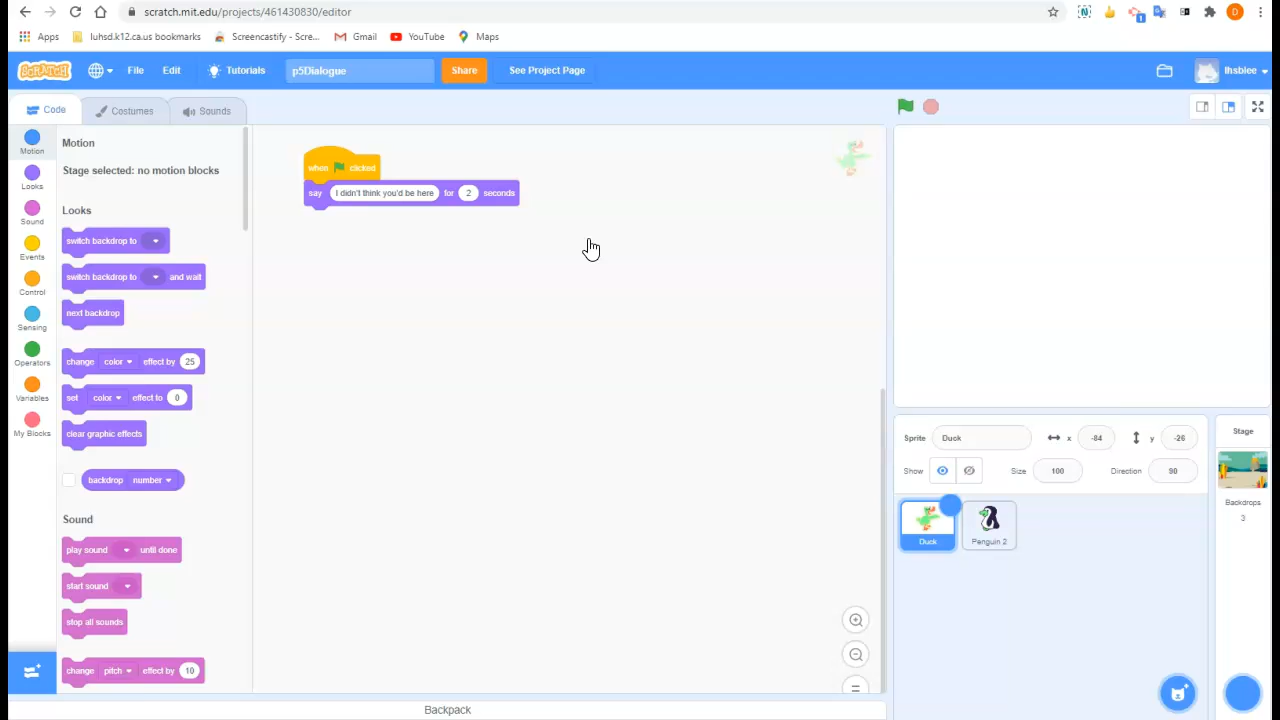 scratch.mit.edu/projects/461430830/editor
D
Apps luhsd.k12.ca.us bookmarks Screencastify - Scre... Gmail YouTube Maps
SCRATCH File Edit Tutorials p5Dialogue Share See Project Page lhsblee
Code Costumes Sounds
Motion
Looks
Sound
Events
Control
Sensing
Operators
Variables
My Blocks
Motion
Stage selected: no motion blocks
Looks
switch backdrop to
switch backdrop to and wait
next backdrop
change color effect by 25
set color effect to 0
clear graphic effects
backdrop number
Sound
play sound until done
start sound
stop all sounds
change pitch effect by 10
when clicked
say I didn't think you'd be here for 2 seconds
Sprite Duck x -84 y -26
Show Size 100 Direction 90
Duck
Penguin 2
Stage
Backdrops
3
Backpack